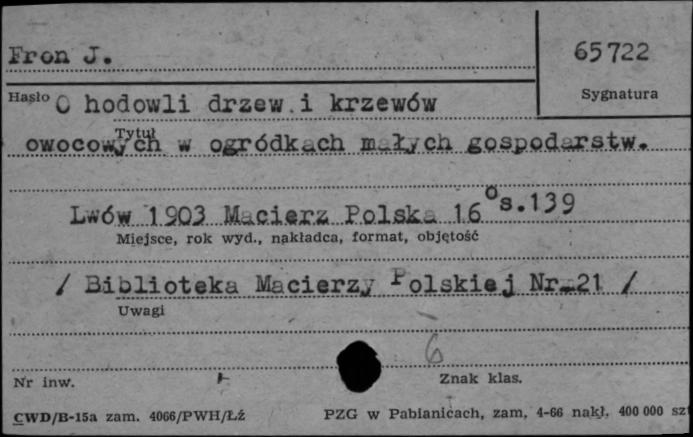 Fron J.
65722
Hasło
Sygnatura
O hodowli drzew i krzewów
Tytuł
owocowych w ogródkach małych gospodarstw.
Lwów 1903 Macierz Polska 16° s.139
Miejsce, rok wyd., nakładca, format, objętość
/ Biblioteka Macierzy Polskiej Nr 21 /
Uwagi
6
Nr inw.
Znak klas.
CWD/B-15a zam. 4066/PWH/Łź
PZG w Pabianicach, zam. 4-66 nakł. 400 000 szt